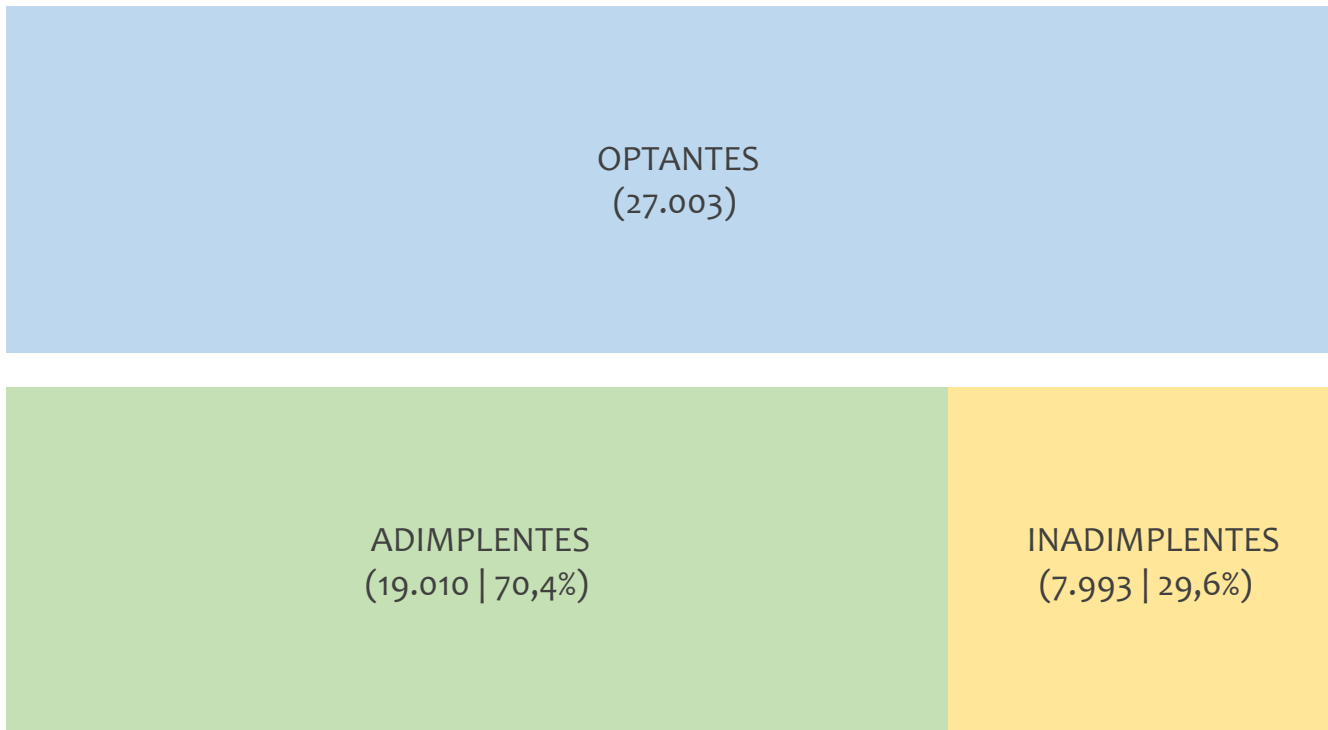 OPTANTES
(27.003)
ADIMPLENTES
(19.010 | 70,4%)
INADIMPLENTES
(7.993 | 29,6%)